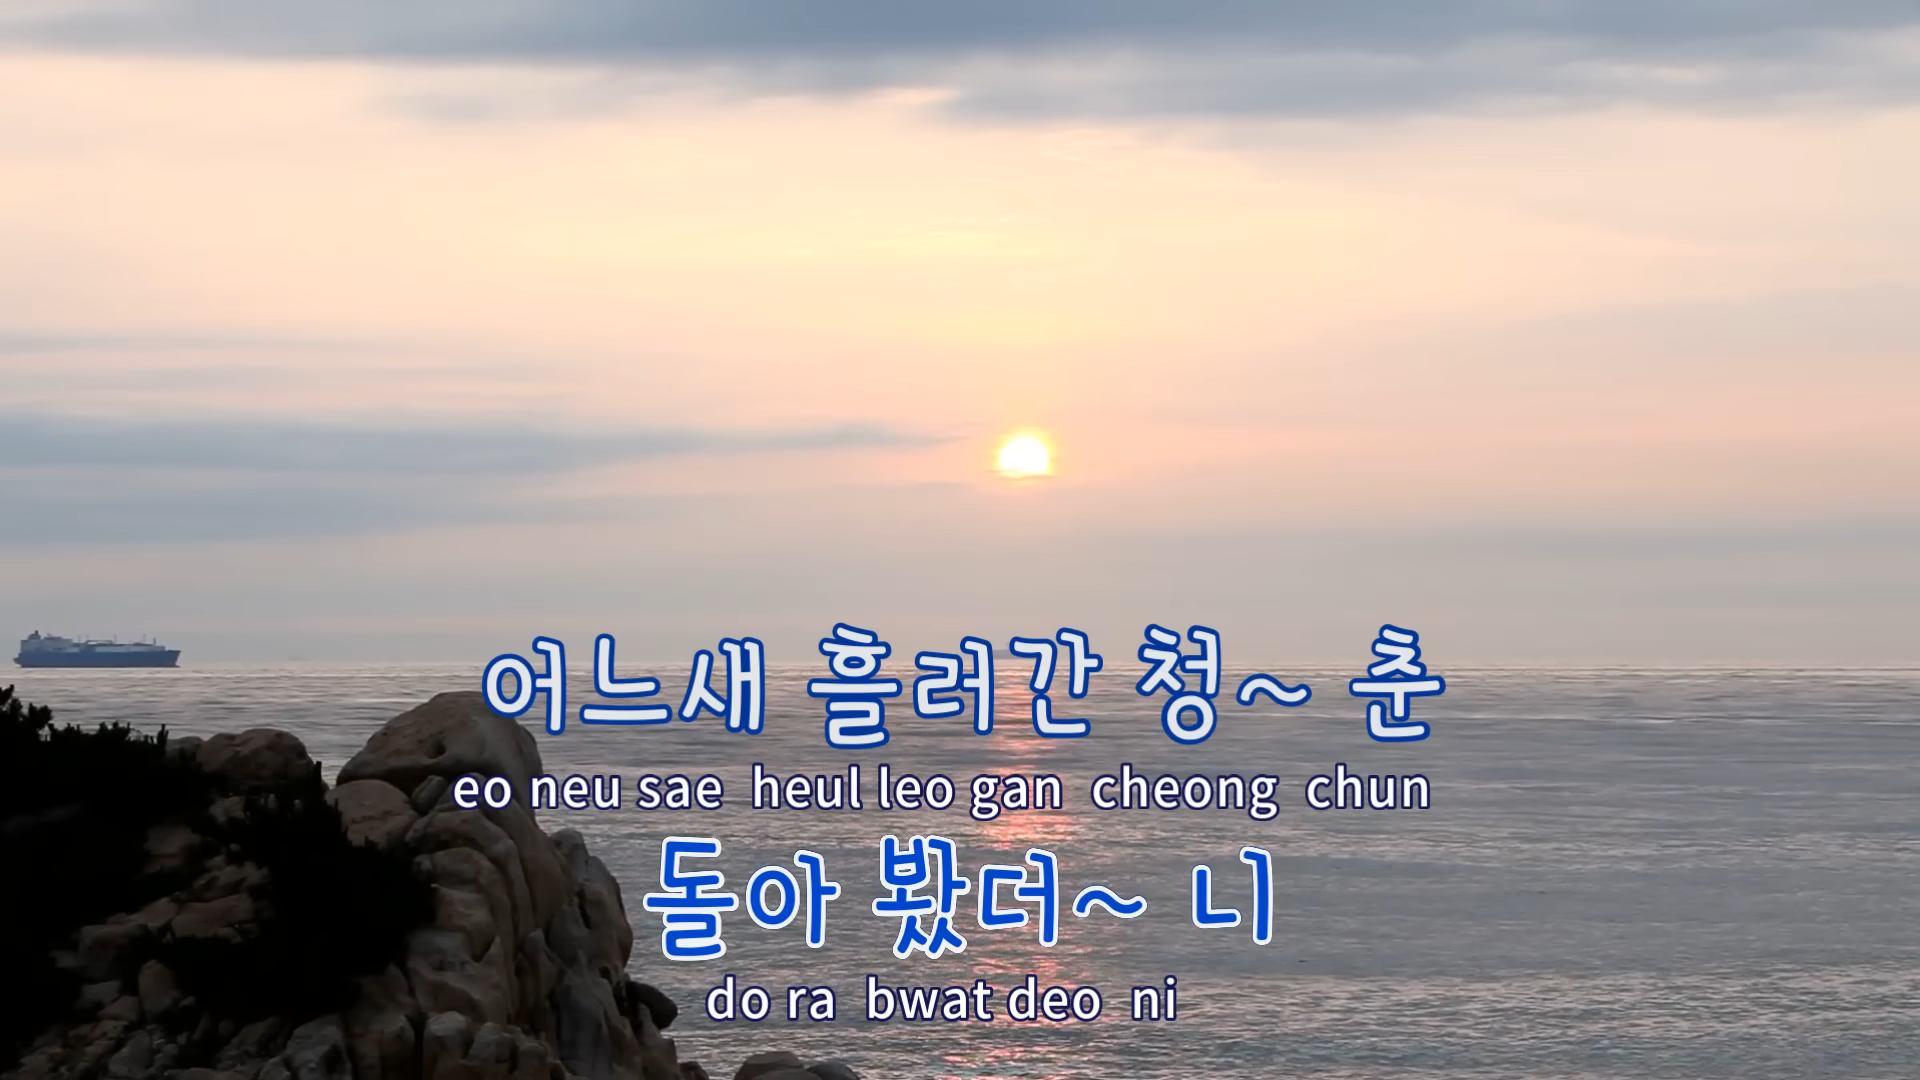 어느새 흘러간 청~ 춘
eo neu sae heul leo gan cheong chun
돌아 봤더~ 니
do ra bwat deo ni